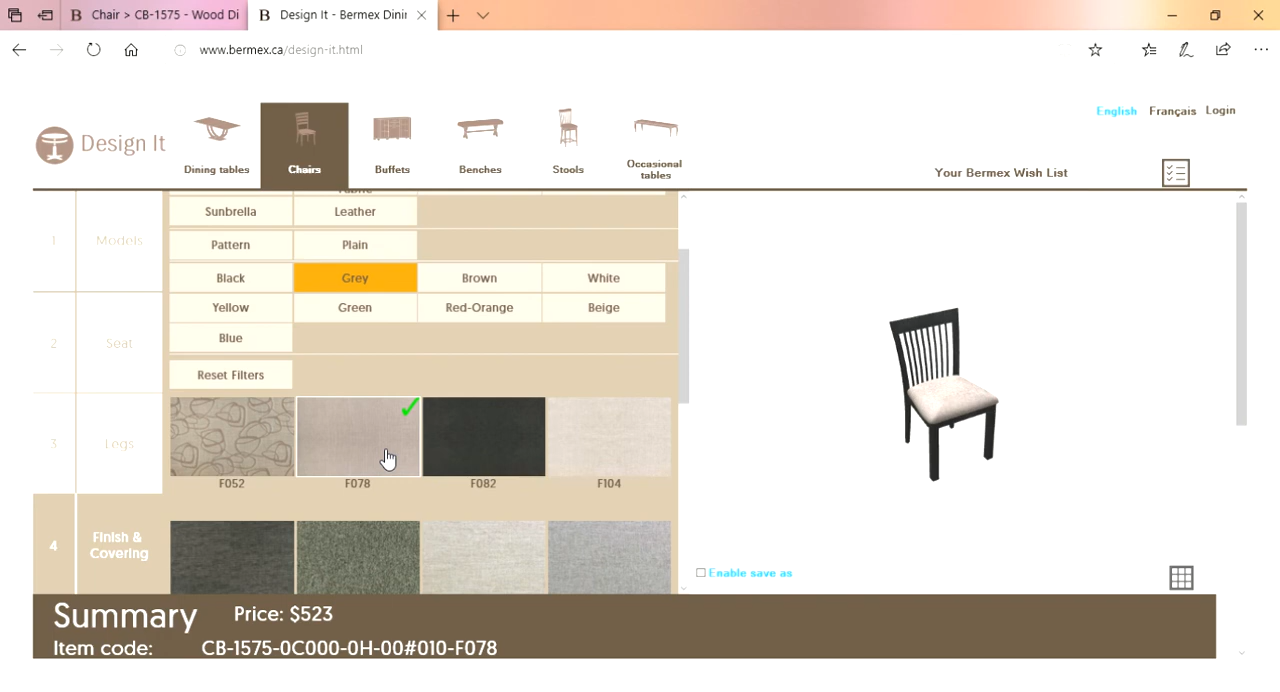 B Chair > CB-1575 - Wood Di
B Design It - Bermex Dinin
www.bermex.ca/design-it.html
Design It
Dining tables
Chairs
Buffets
Benches
Stools
Occasional
tables
English Français Login
Your Bermex Wish List
1 Models
2 Seat
3 Legs
4 Finish &
Covering
Fabric
Sunbrella Leather
Pattern Plain
Black Grey Brown White
Yellow Green Red-Orange Beige
Blue
Reset Filters
F052 F078 F082 F104
Enable save as
Summary Price: $523
Item code: CB-1575-0C000-0H-00#010-F078